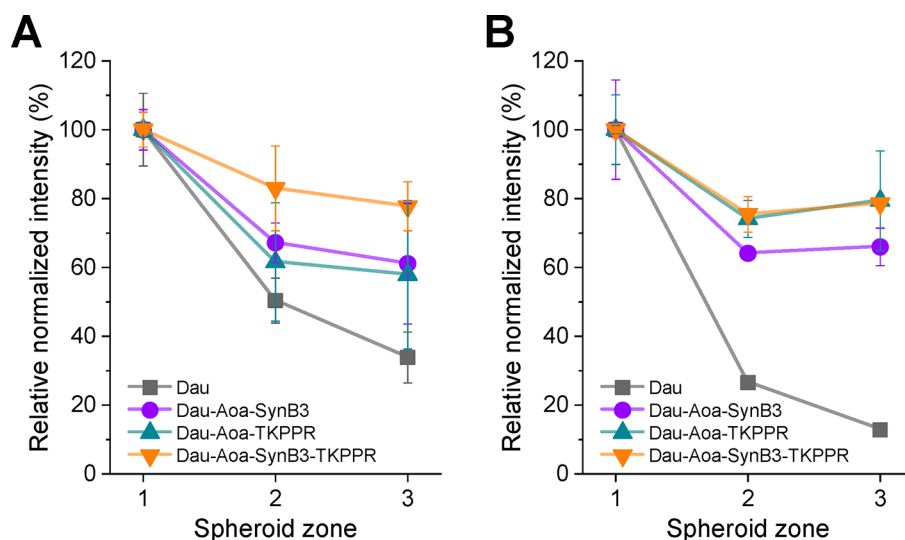 A
Relative normalized intensity (%)
120
100
80
60
40
20
0
Dau
Dau-Aoa-SynB3
Dau-Aoa-TKPPR
Dau-Aoa-SynB3-TKPPR
1 2 3
Spheroid zone
B
Relative normalized intensity (%)
120
100
80
60
40
20
0
Dau
Dau-Aoa-SynB3
Dau-Aoa-TKPPR
Dau-Aoa-SynB3-TKPPR
1 2 3
Spheroid zone